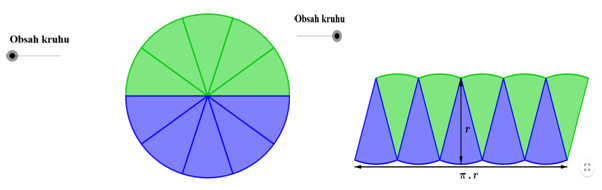 Obsah kruhu
Obsah kruhu
r
π . r